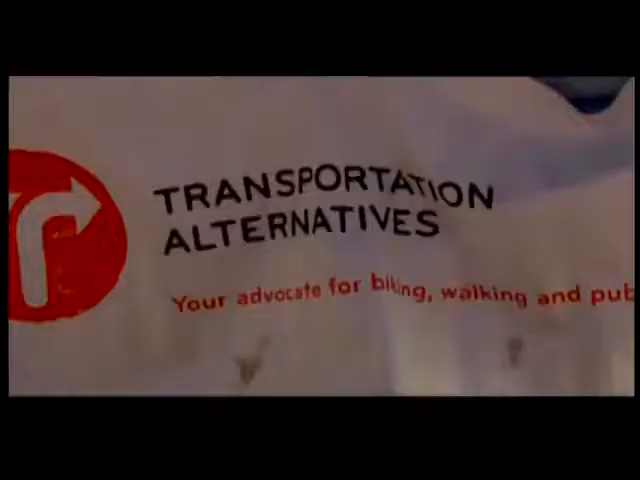 TRANSPORTATION
ALTERNATIVES
Your advocate for biking, walking and pub